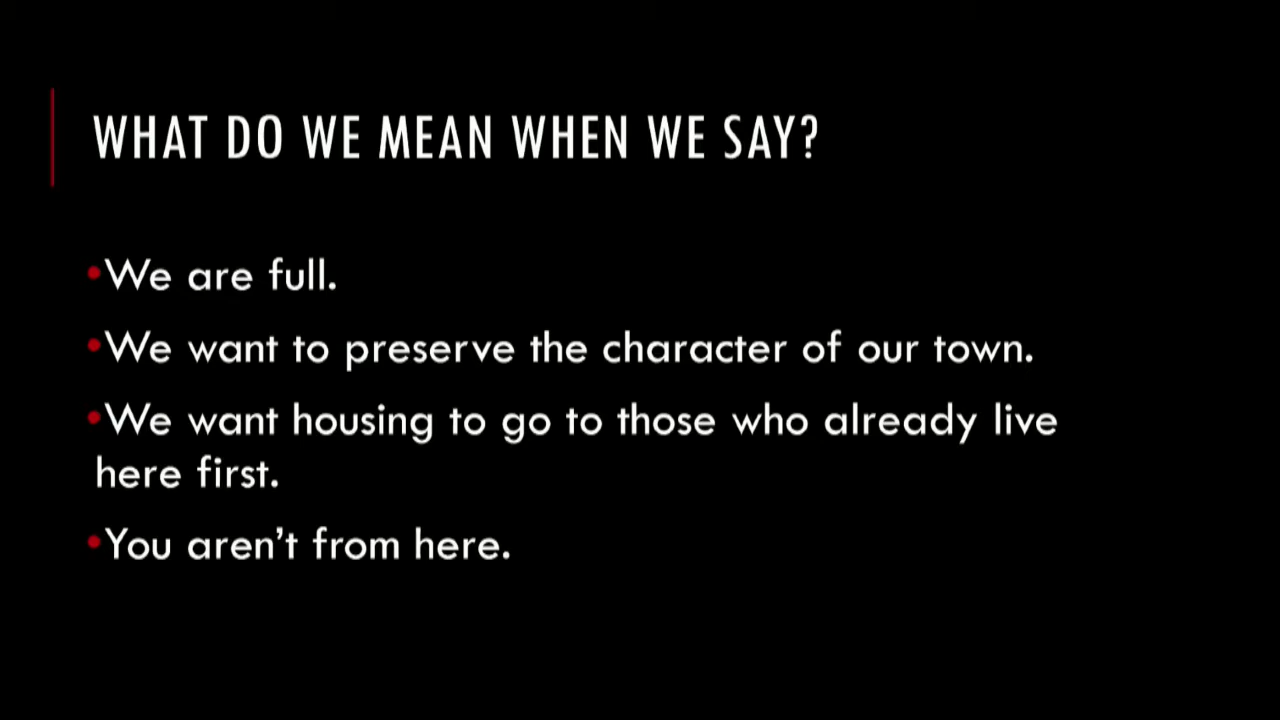 WHAT DO WE MEAN WHEN WE SAY?
•We are full.
•We want to preserve the character of our town.
•We want housing to go to those who already live
here first.
•You aren’t from here.